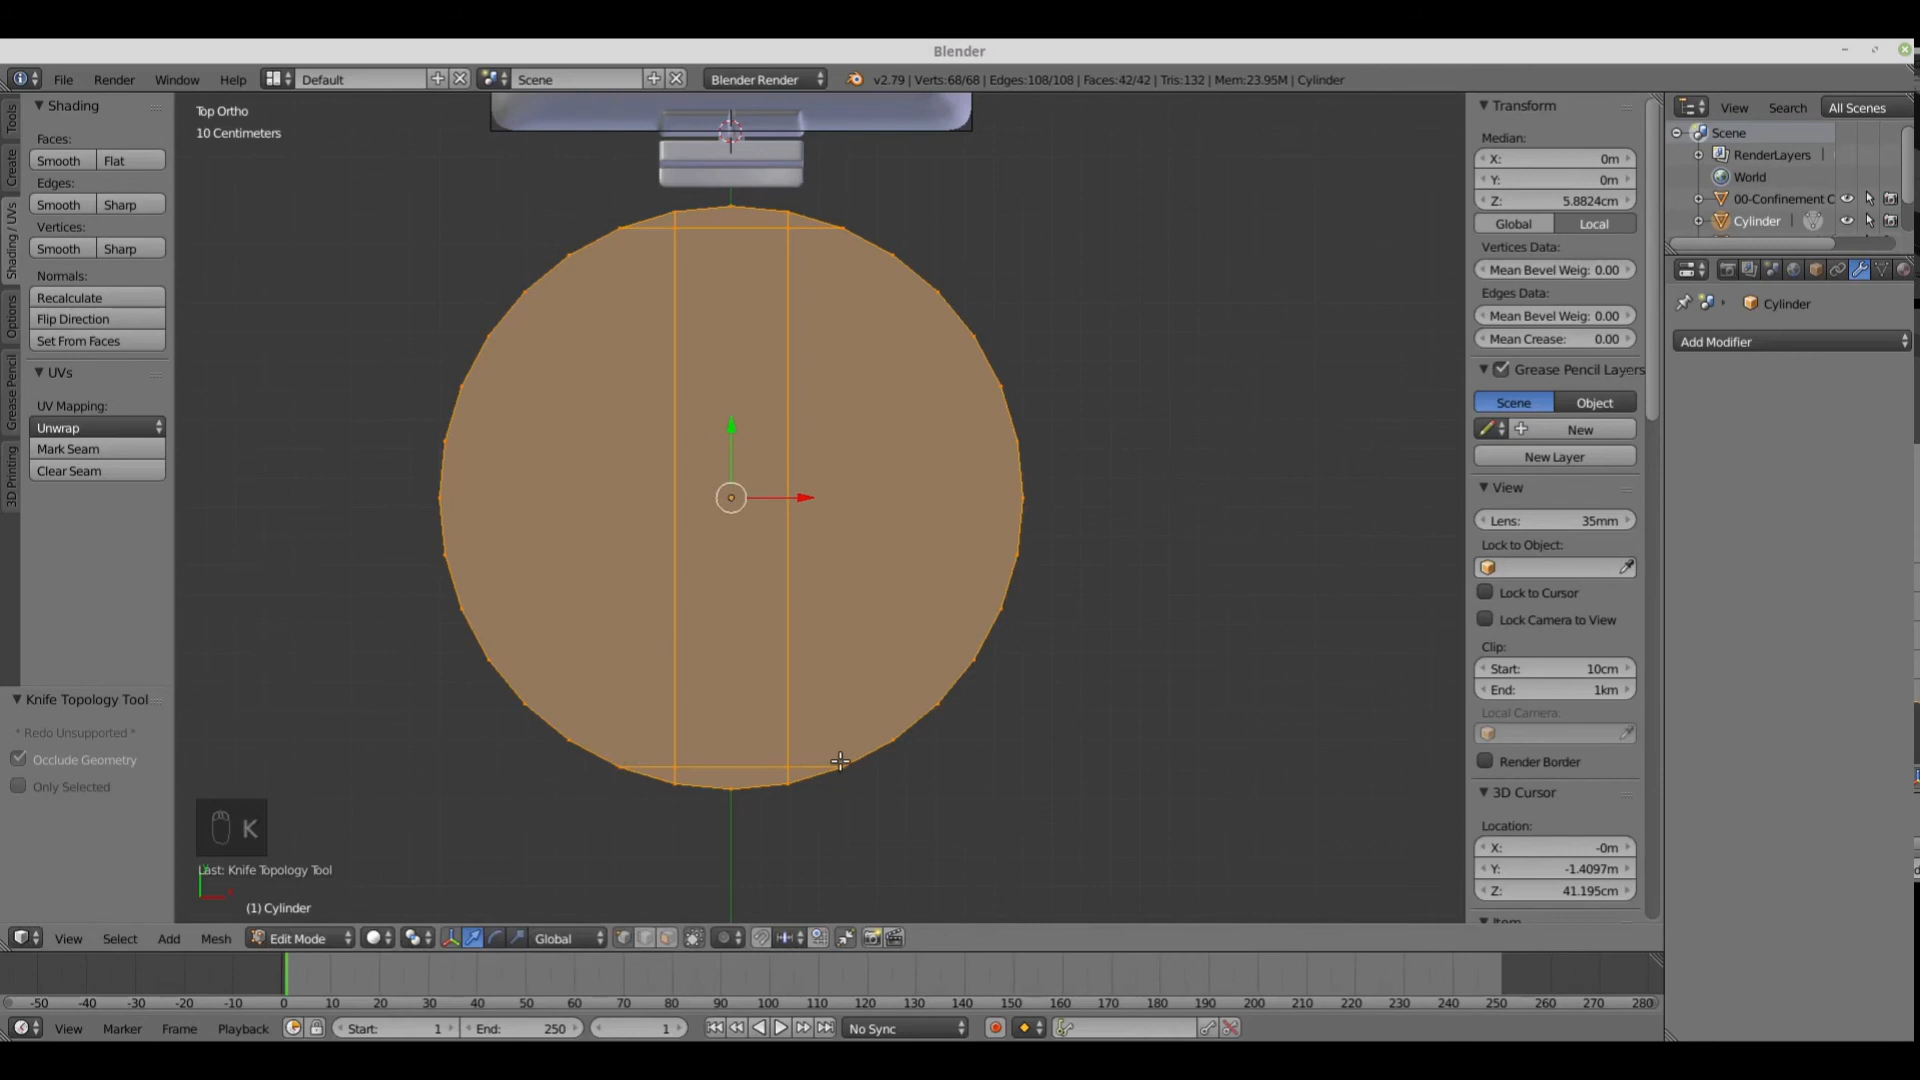 Blender
File Render Window Help Default Scene Blender Render v2.79 | Verts:68/68 | Edges:108/108 | Faces:42/42 | Tris:132 | Mem:23.95M | Cylinder
Tools
Create
Shading / UVs
Options
Grease Pencil
3D Printing
Shading
Faces:
Smooth Flat
Edges:
Smooth Sharp
Vertices:
Smooth Sharp
Normals:
Recalculate
Flip Direction
Set From Faces
UVs
UV Mapping:
Unwrap
Mark Seam
Clear Seam
Knife Topology Tool
* Redo Unsupported *
Occlude Geometry
Only Selected
Top Ortho
10 Centimeters
K
Last: Knife Topology Tool
(1) Cylinder
Transform
Median:
X: 0m
Y: 0m
Z: 5.8824cm
Global Local
Vertices Data:
Mean Bevel Weig: 0.00
Edges Data:
Mean Bevel Weig: 0.00
Mean Crease: 0.00
Grease Pencil Layers
Scene Object
New
New Layer
View
Lens: 35mm
Lock to Object:
Lock to Cursor
Lock Camera to View
Clip:
Start: 10cm
End: 1km
Local Camera:
Render Border
3D Cursor
Location:
X: -0m
Y: -1.4097m
Z: 41.195cm
Item
View Search All Scenes
Scene
RenderLayers
World
00-Confinement C
Cylinder
Cylinder
Add Modifier
View Select Add Mesh Edit Mode Global
-50 -40 -30 -20 -10 0 10 20 30 40 50 60 70 80 90 100 110 120 130 140 150 160 170 180 190 200 210 220 230 240 250 260 270 280
View Marker Frame Playback Start: 1 End: 250 1 No Sync